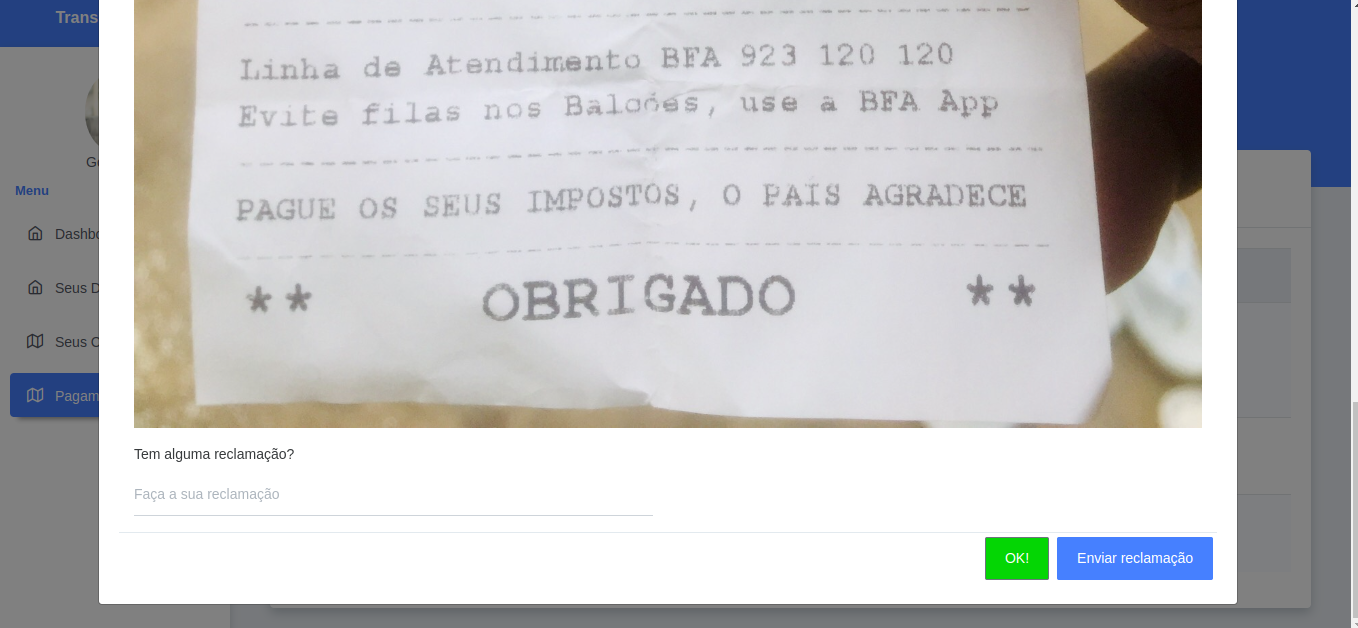 Trans
Linha de Atendimento BFA 923 120 120
Evite filas nos Balcões, use a BFA App
PAGUE OS SEUS IMPOSTOS, O PAÍS AGRADECE
** OBRIGADO **
Menu
Dashbo
Seus D
Seus C
Pagam
Tem alguma reclamação?
Faça a sua reclamação
OK!
Enviar reclamação